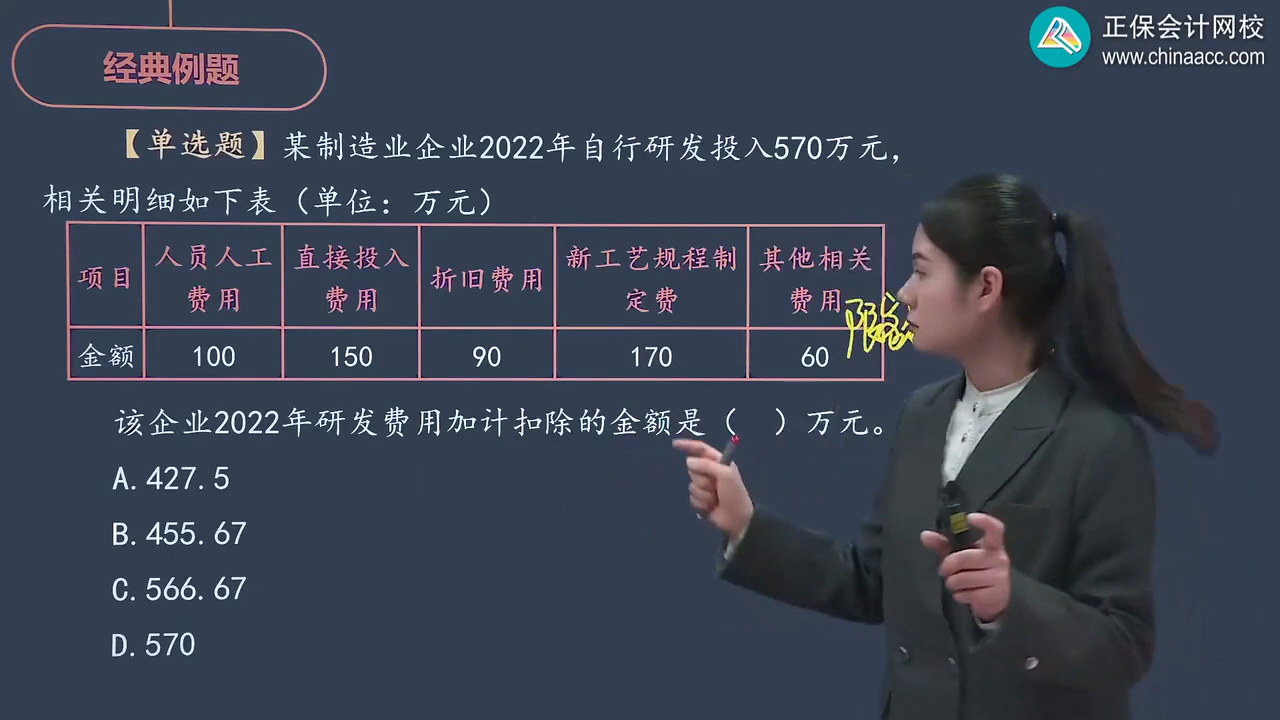 正保会计网校
www.chinaacc.com
经典例题
【单选题】某制造业企业2022年自行研发投入570万元，
相关明细如下表（单位：万元）
项目 人员人工费用 直接投入费用 折旧费用 新工艺规程制定费 其他相关费用
金额 100 150 90 170 60
限
该企业2022年研发费用加计扣除的金额是（ ）万元。
A.427.5
B.455.67
C.566.67
D.570